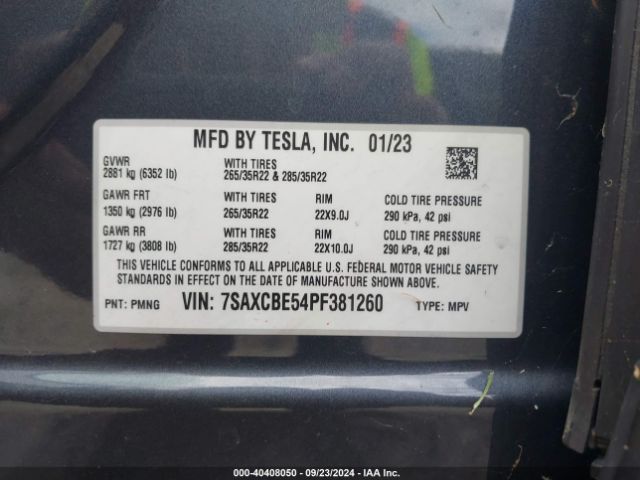 MFD BY TESLA, INC. 01/23
GVWR WITH TIRES
2881 kg (6352 lb) 265/35R22 & 285/35R22
GAWR FRT WITH TIRES RIM COLD TIRE PRESSURE
1350 kg (2976 lb) 265/35R22 22X9.0J 290 kPa, 42 psi
GAWR RR WITH TIRES RIM COLD TIRE PRESSURE
1727 kg (3808 lb) 285/35R22 22X10.0J 290 kPa, 42 psi
THIS VEHICLE CONFORMS TO ALL APPLICABLE U.S. FEDERAL MOTOR VEHICLE SAFETY
STANDARDS IN EFFECT ON THE DATE OF MANUFACTURE SHOWN ABOVE.
PNT: PMNG VIN: 7SAXCBE54PF381260 TYPE: MPV
000-40408050 - 09/23/2024 - IAA Inc.